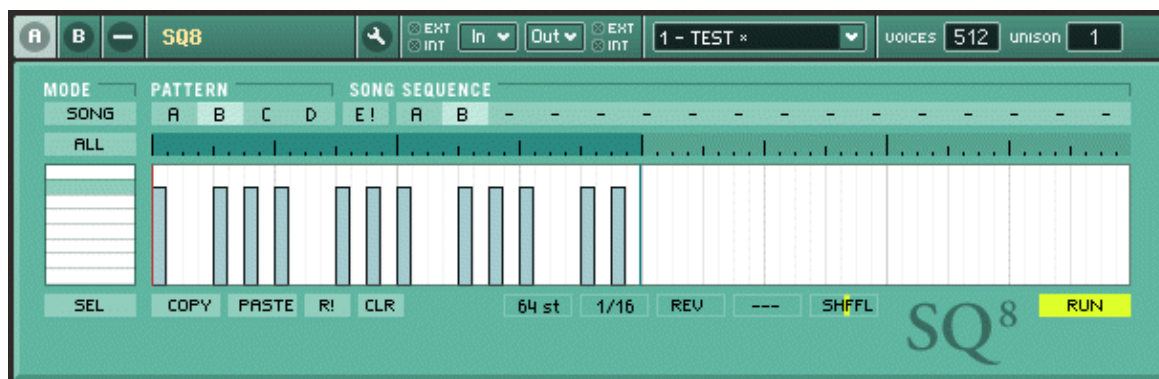 A B SQ8 EXT INT In Out EXT INT 1 - TEST × VOICES 512 UNISON 1
MODE PATTERN SONG SEQUENCE
SONG A B C D E! A B - - - - - - - - - - - - - -
ALL
SEL COPY PASTE R! CLR 64 st 1/16 REV --- SHFFL SQ8 RUN